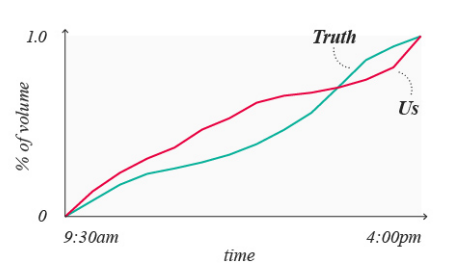 1.0
Truth
% of volume
Us
0
9:30am
4:00pm
time